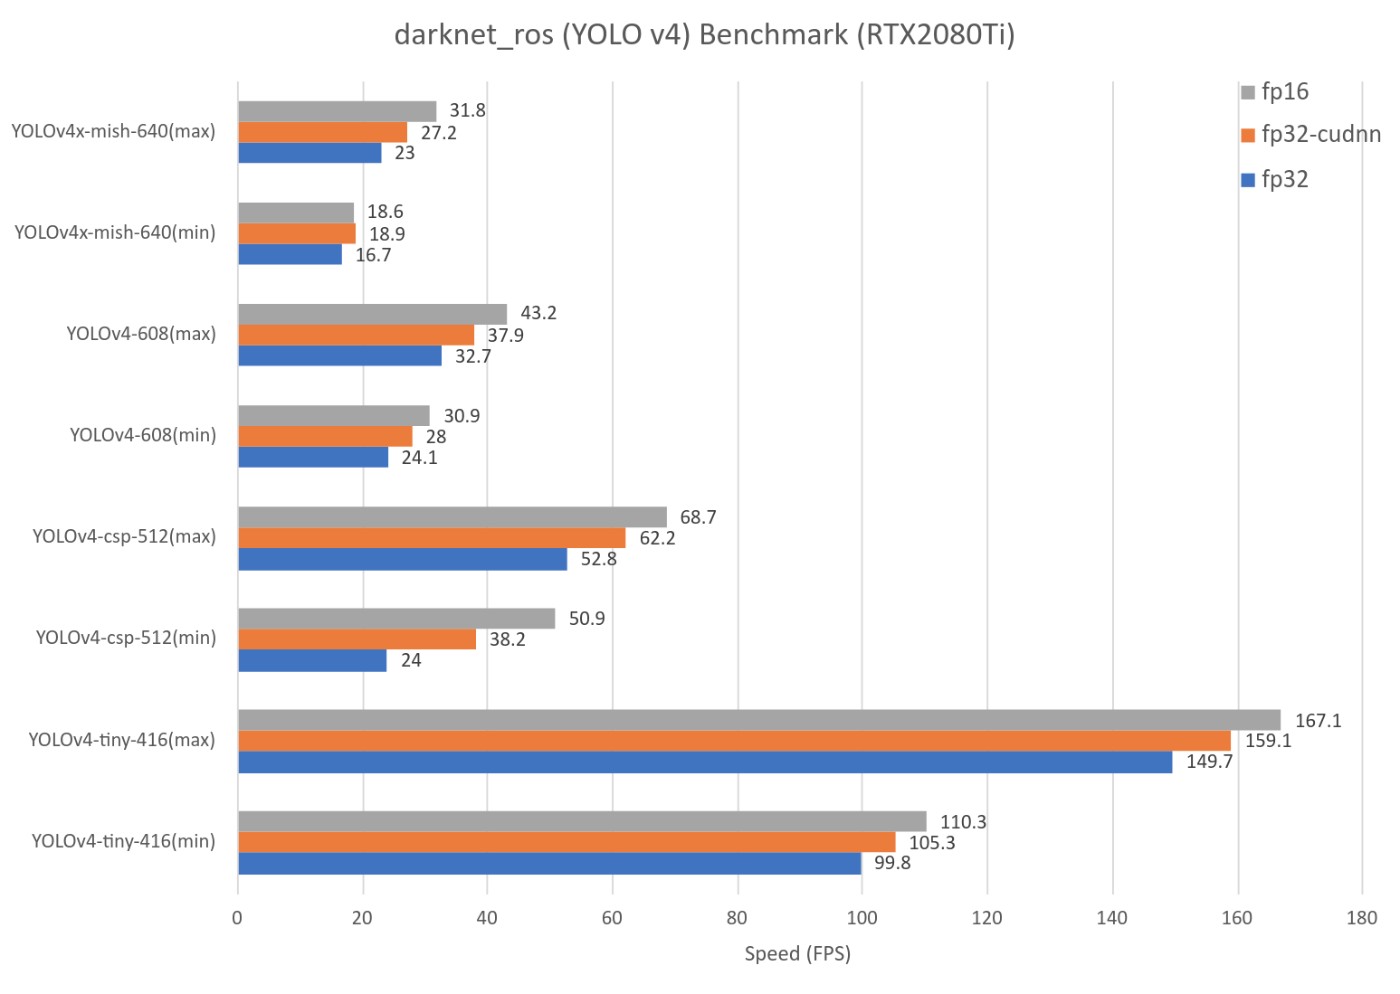 darknet_ros (YOLO v4) Benchmark (RTX2080Ti)
fp16
fp32-cudnn
fp32
YOLOv4x-mish-640(max)
31.8
27.2
23
YOLOv4x-mish-640(min)
18.6
18.9
16.7
YOLOv4-608(max)
43.2
37.9
32.7
YOLOv4-608(min)
30.9
28
24.1
YOLOv4-csp-512(max)
68.7
62.2
52.8
YOLOv4-csp-512(min)
50.9
38.2
24
YOLOv4-tiny-416(max)
167.1
159.1
149.7
YOLOv4-tiny-416(min)
110.3
105.3
99.8
0 20 40 60 80 100 120 140 160 180
Speed (FPS)